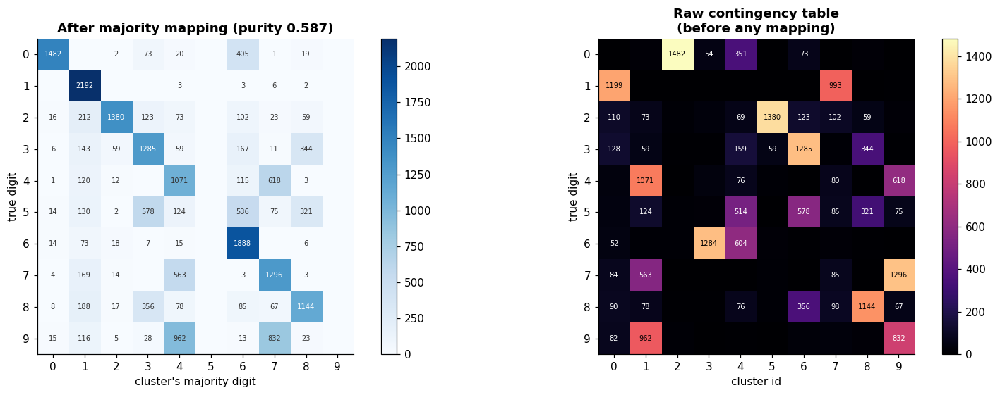 After majority mapping (purity 0.587)
0 1482 2 73 20 405 1 19
1 2192 3 3 6 2
2 16 212 1380 123 73 102 23 59
3 6 143 59 1285 59 167 11 344
4 1 120 12 1071 115 618 3
5 14 130 2 578 124 536 75 321
6 14 73 18 7 15 1888 6
7 4 169 14 563 3 1296 3
8 8 188 17 356 78 85 67 1144
9 15 116 5 28 962 13 832 23
0 1 2 3 4 5 6 7 8 9
cluster's majority digit
true digit
2000
1750
1500
1250
1000
750
500
250
0
Raw contingency table
(before any mapping)
0 1482 54 351 73
1 1199 993
2 110 73 69 1380 123 102 59
3 128 59 159 59 1285 344
4 1071 76 80 618
5 124 514 578 85 321 75
6 52 1284 604
7 84 563 85 1296
8 90 78 76 356 98 1144 67
9 82 962 832
0 1 2 3 4 5 6 7 8 9
cluster id
true digit
1400
1200
1000
800
600
400
200
0